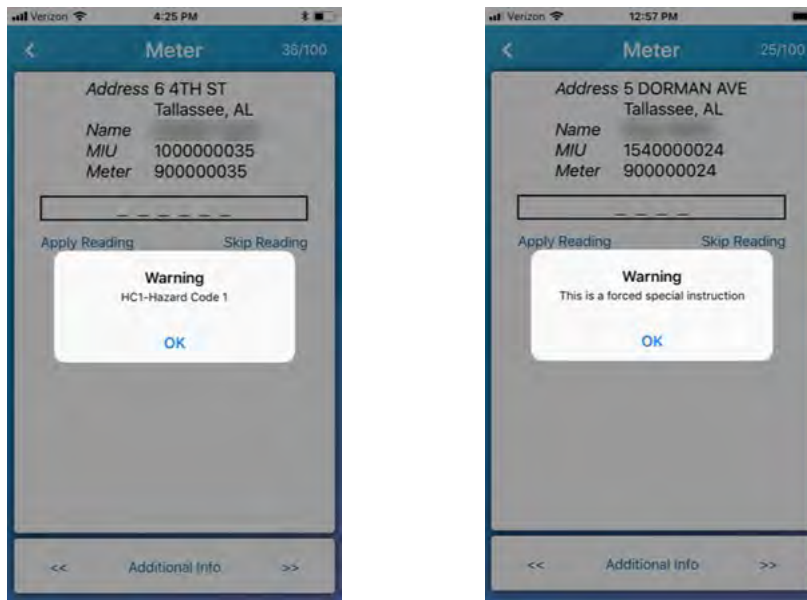 Verizon 4:25 PM
< Meter 36/100
Address 6 4TH ST
Tallassee, AL
Name
MIU 1000000035
Meter 900000035
_ _ _ _ _ _
Apply Reading Skip Reading
Warning
HC1-Hazard Code 1
OK
<< Additional Info >>
Verizon 12:57 PM
< Meter 25/100
Address 5 DORMAN AVE
Tallassee, AL
Name
MIU 1540000024
Meter 900000024
_ _ _ _
Apply Reading Skip Reading
Warning
This is a forced special instruction
OK
<< Additional Info >>